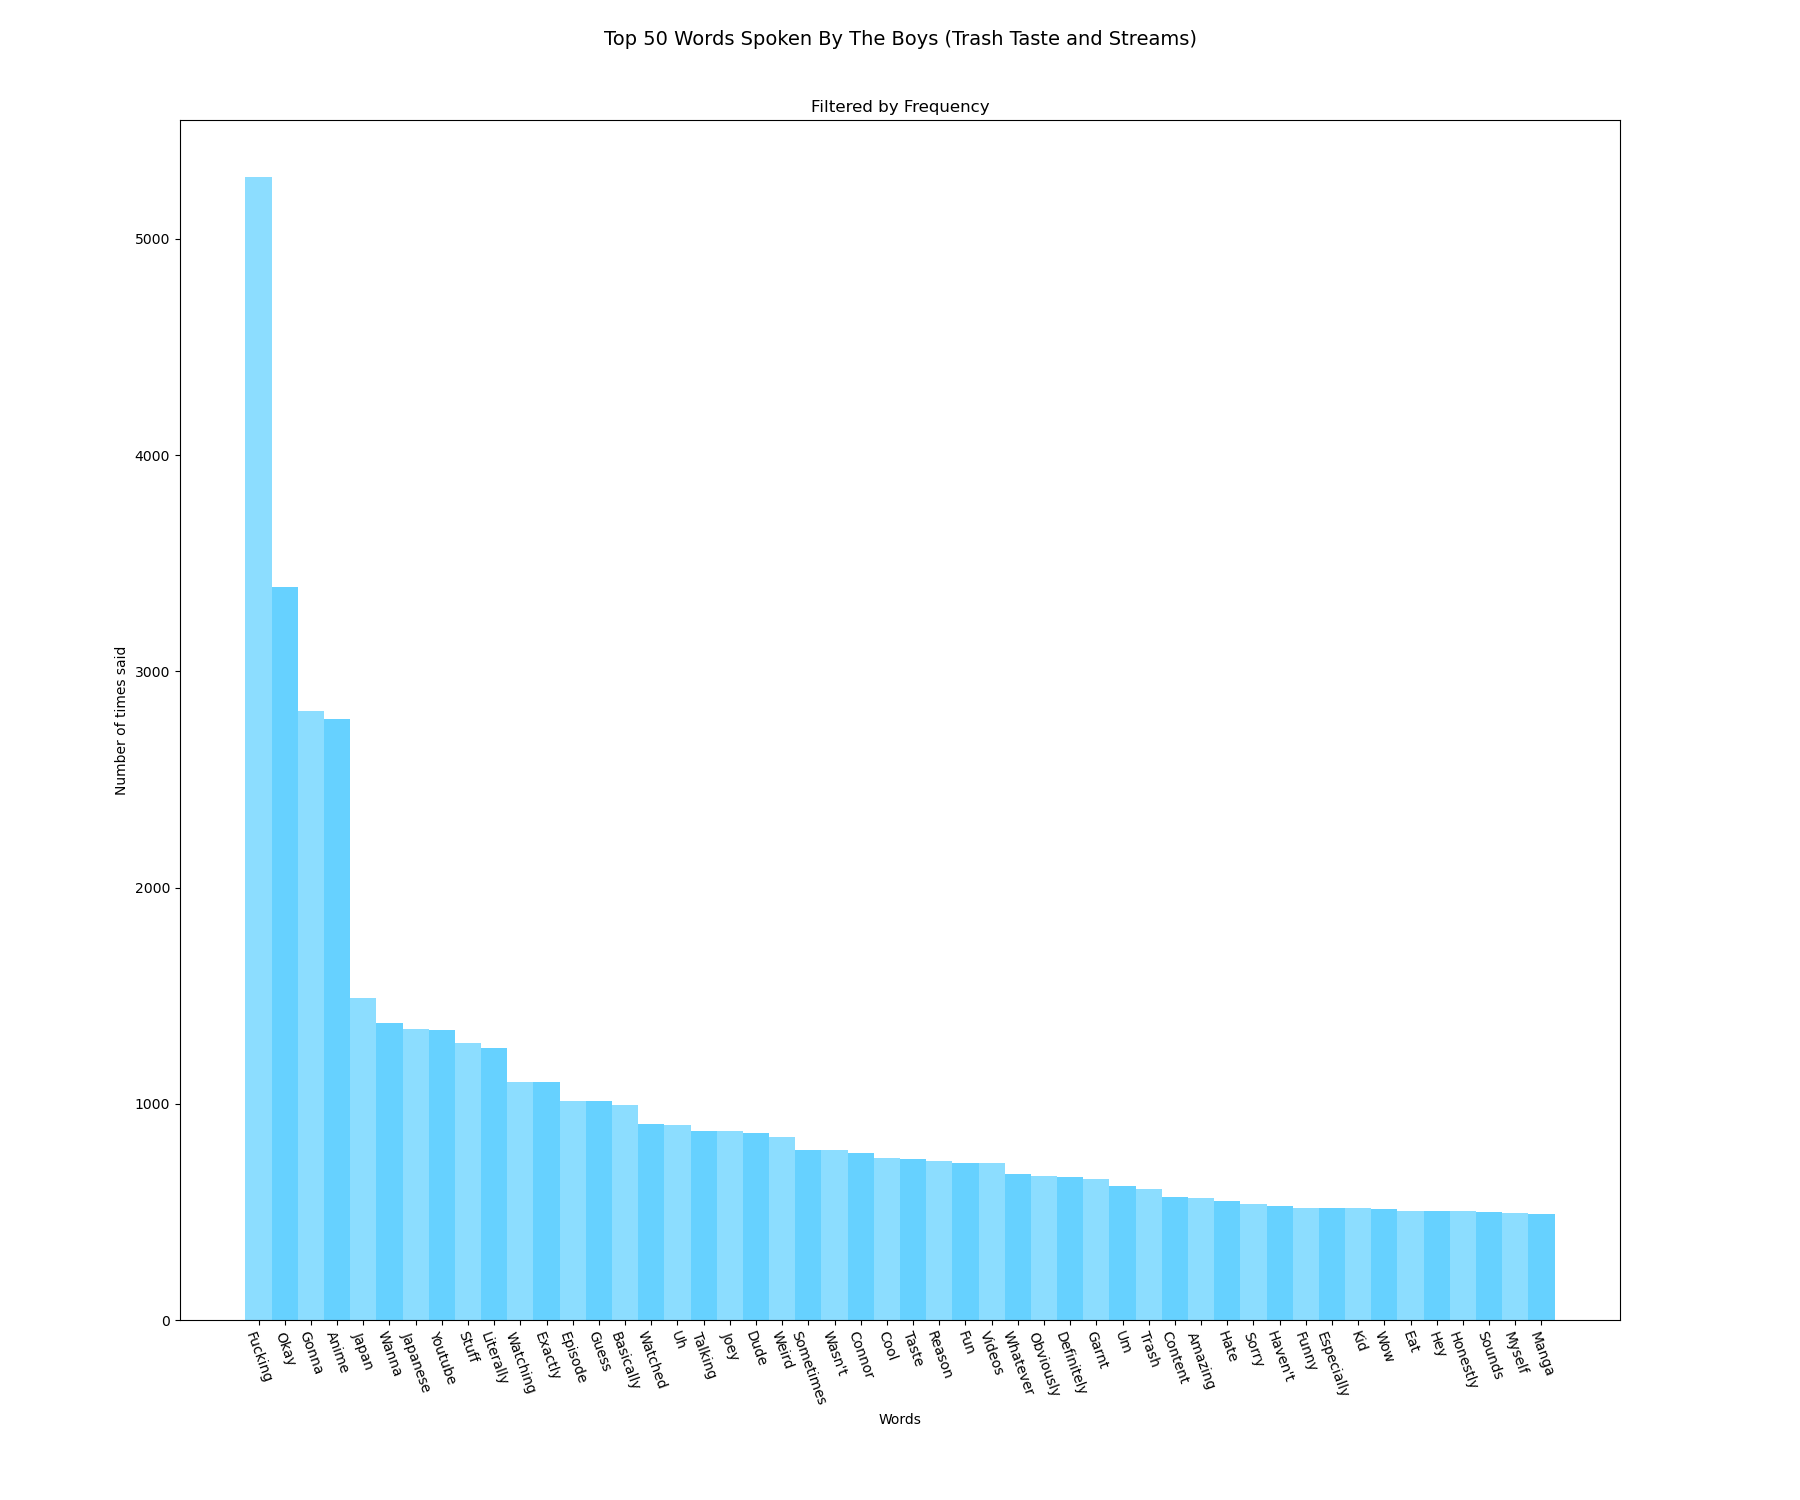 Top 50 Words Spoken By The Boys (Trash Taste and Streams)
Filtered by Frequency
Number of times said
5000
4000
3000
2000
1000
0
Fucking
Okay
Gonna
Anime
Japan
Wanna
Japanese
Youtube
Stuff
Literally
Watching
Exactly
Episode
Guess
Basically
Watched
Uh
Talking
Joey
Dude
Weird
Sometimes
Wasn't
Connor
Cool
Taste
Reason
Fun
Videos
Whatever
Obviously
Definitely
Garnt
Um
Trash
Content
Amazing
Hate
Sorry
Haven't
Funny
Especially
Kid
Wow
Eat
Hey
Honestly
Sounds
Myself
Manga
Words